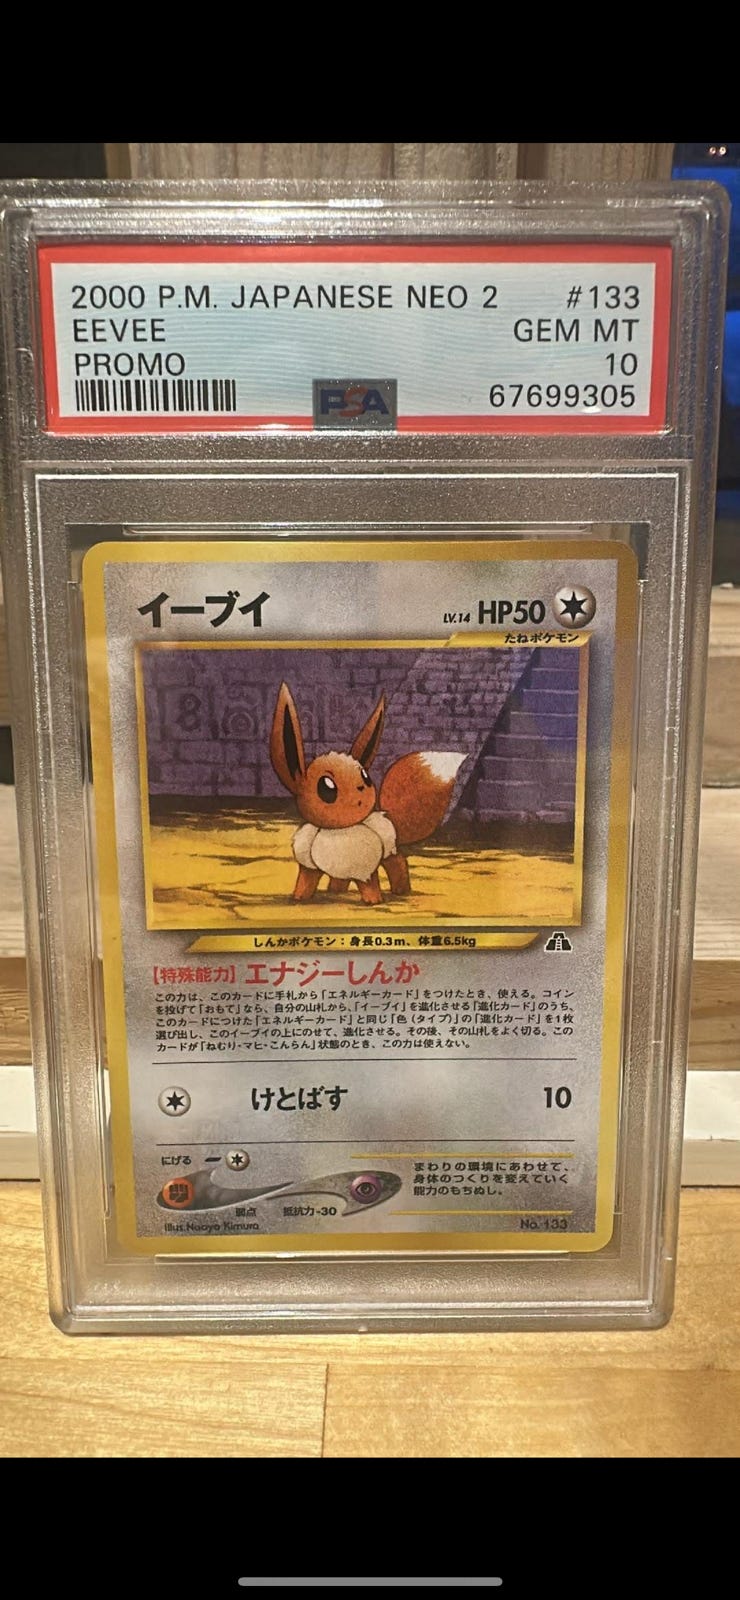 2000 P.M. JAPANESE NEO 2 #133
EEVEE GEM MT
PROMO 10
PSA 67699305
イーブイ LV.14 HP50
たねポケモン
しんかポケモン：身長0.3m、体重6.5kg
【特殊能力】エナジーしんか
この力は、このカードに手札から「エネルギーカード」をつけたとき、使える。コイン
を投げて「おもて」なら、自分の山札から、「イーブイ」を進化させる「進化カード」のうち、
このカードにつけた「エネルギーカード」と同じ「色（タイプ）」の「進化カード」を1枚
選び出し、このイーブイの上にのせて、進化させる。その後、その山札をよく切る。この
カードが「ねむり・マヒ・こんらん」状態のとき、この力は使えない。
けとばす 10
にげる
弱点 抵抗力-30
まわりの環境にあわせて、
身体のつくりを変えていく
能力のもちぬし。
Illus.Naoyo Kimura No.133